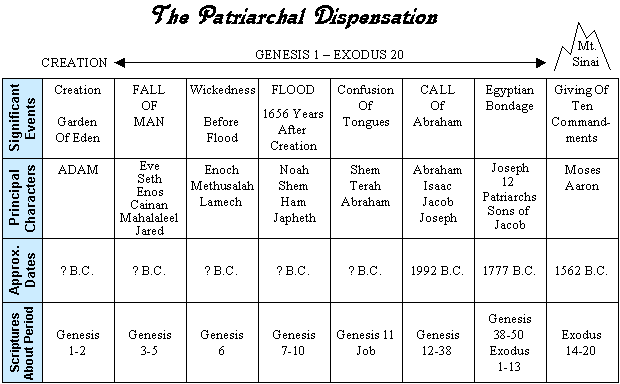 The Patriarchal Dispensation
CREATION
GENESIS 1 – EXODUS 20
Mt.
Sinai
Significant
Events
Creation
Garden
Of Eden
FALL
OF
MAN
Wickedness
Before
Flood
FLOOD
1656 Years
After
Creation
Confusion
Of
Tongues
CALL
Of
Abraham
Egyptian
Bondage
Giving Of
Ten
Command-
ments
Principal
Characters
ADAM
Eve
Seth
Enos
Cainan
Mahalaleel
Jared
Enoch
Methusalah
Lamech
Noah
Shem
Ham
Japheth
Shem
Terah
Abraham
Abraham
Isaac
Jacob
Joseph
Joseph
12
Patriarchs
Sons of
Jacob
Moses
Aaron
Approx.
Dates
? B.C.
? B.C.
? B.C.
? B.C.
? B.C.
1992 B.C.
1777 B.C.
1562 B.C.
Scriptures
About Period
Genesis
1-2
Genesis
3-5
Genesis
6
Genesis
7-10
Genesis 11
Job
Genesis
12-38
Genesis
38-50
Exodus
1-13
Exodus
14-20